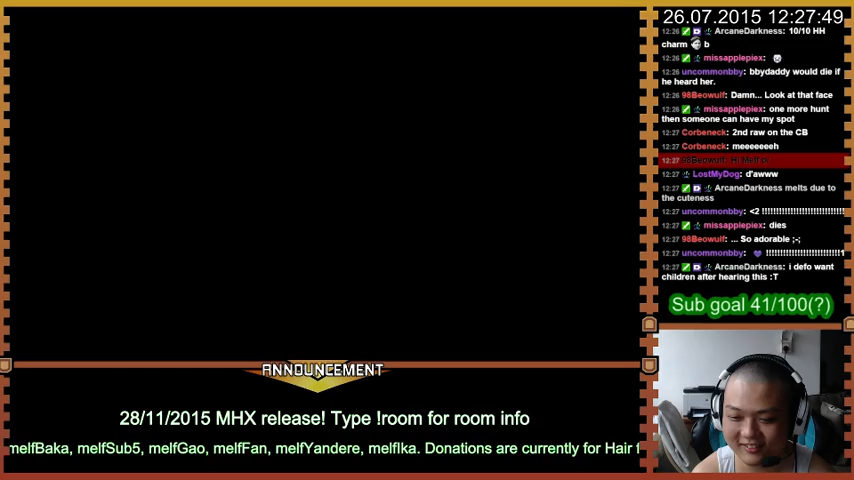 26.07.2015 12:27:49
12:26 ArcaneDarkness: 10/10 HH
charm b
12:26 missapplepiex:
12:26 uncommonbby: bbydaddy would die if
he heard her.
12:26 98Beowulf: Damn... Look at that face
12:26 missapplepiex: one more hunt
then someone can have my spot
12:27 Corbeneck: 2nd raw on the CB
12:27 Corbeneck: meeeeeeeh
12:27 98Beowulf:
12:27 LostMyDog: d'awww
12:27 ArcaneDarkness melts due to
the cuteness
12:27 uncommonbby: <2 !!!!!!!!!!!!!!!!!!!!!!!!!!!!
12:27 missapplepiex: dies
12:27 98Beowulf: ... So adorable ;-;
12:27 uncommonbby: !!!!!!!!!!!!!!!!!!!!!!!!!!1
12:27 ArcaneDarkness: i defo want
children after hearing this :T
Sub goal 41/100(?)
ANNOUNCEMENT
28/11/2015 MHX release! Type !room for room info
melfBaka, melfSub5, melfGao, melfFan, melfYandere, melfIka. Donations are currently for Hair f